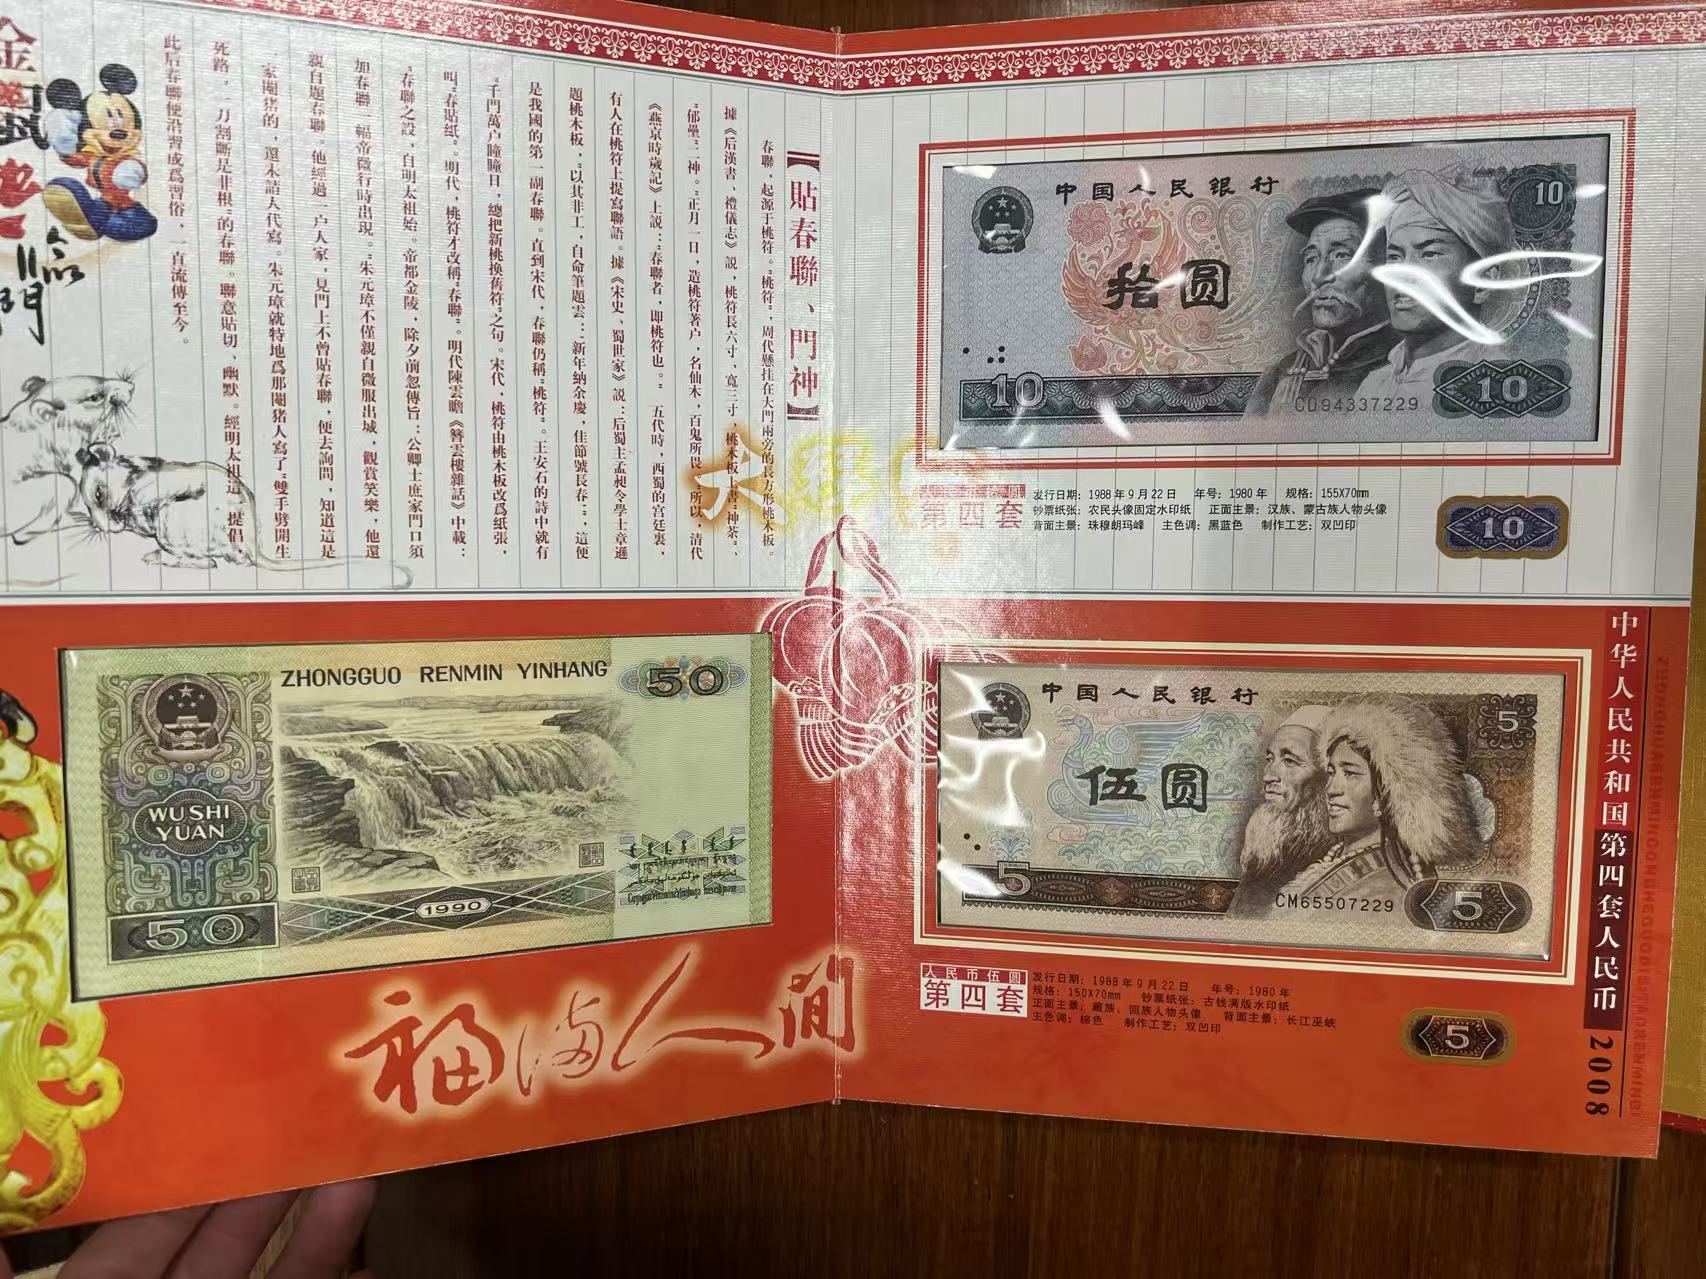 金鼠
臨門
【貼春聯、門神】
春聯，起源于桃符。"桃符"，周代懸挂在大門兩旁的長方形桃木板。
據《后漢書、禮儀志》説，桃符長六寸，寬三寸，桃木板上書"神荼"、
"郁壘"二神。"正月一日，造桃符著户，名仙木，百鬼所畏"。所以，清代
《燕京時歲記》上説："春聯者，即桃符也。" 五代時，西蜀的宫廷裏，
有人在桃符上提寫聯語。據《宋史、蜀世家》説：后蜀主孟昶令學士章遜
題桃木板，"以其非工，自命筆題雲：'新年納余慶，佳節號長春'"，這便
是我國的第一副春聯。直到宋代，春聯仍稱"桃符"。王安石的詩中就有
"千門萬户瞳瞳日，總把新桃換舊符"之句。宋代，桃符由桃木板改爲紙張，
叫"春貼紙"。明代，桃符才改稱"春聯"。明代陳雲瞻《簪雲樓雜話》中載：
"春聯之設，自明太祖始。帝都金陵，除夕前忽傳旨：公卿士庶家門口須
加春聯一幅帝微行時出現。"朱元璋不僅親自微服出城，觀賞笑樂，他還
親自題春聯。他經過一户人家，見門上不曾貼春聯，便去詢問，知道這是
一家閹猪的，還未請人代寫。朱元璋就特地爲那閹猪人寫了"雙手劈開生
死路，一刀割斷是非根"的春聯。聯意貼切、幽默。經明太祖這一提倡
此后春聯便沿習成爲習俗，一直流傳至今。
中国人民银行
10
拾圆
10
CD94337229
10
第四套
发行日期：1988年9月22日 年号：1980年 规格：155X70mm
钞票纸张：农民头像固定水印纸 正面主景：汉族、蒙古族人物头像
背面主景：珠穆朗玛峰 主色调：黑蓝色 制作工艺：双凹印
10
ZHONGGUO RENMIN YINHANG
50
WUSHI
YUAN
50
1990
福满人间
中国人民银行
5
伍圆
5
CM65507229
5
人民币伍圆
第四套
发行日期：1988年9月22日 年号：1980年
规格：150X70mm 钞票纸张：古钱满版水印纸
正面主景：藏族、回族人物头像 背面主景：长江巫峡
主色调：棕色 制作工艺：双凹印
5
中华人民共和国第四套人民币
2008